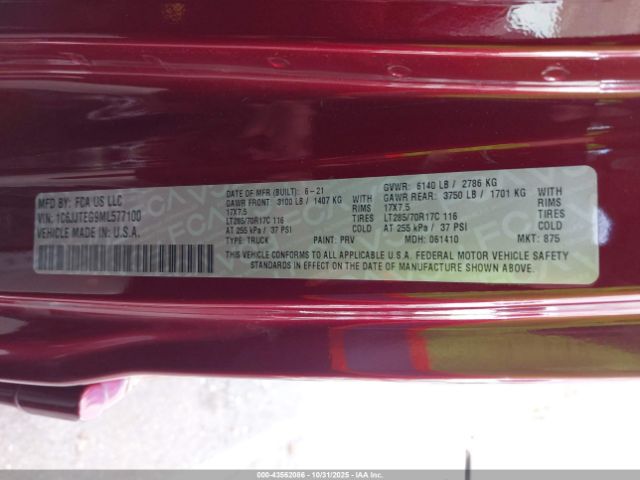 MFD BY: FCA US LLC
VIN: 1C6JJTEG9ML577100
VEHICLE MADE IN: U.S.A.
DATE OF MFR (BUILT): 6-21
GAWR FRONT: 3100 LB / 1407 KG
17X7.5 RIMS
LT285/70R17C 116 TIRES
AT 255 kPa / 37 PSI COLD
TYPE: TRUCK PAINT: PRV
GVWR: 6140 LB / 2786 KG
GAWR REAR: 3750 LB / 1701 KG
17X7.5 RIMS
LT285/70R17C 116 TIRES
AT 255 kPa / 37 PSI COLD
MDH: 061410 MKT: 875
THIS VEHICLE CONFORMS TO ALL APPLICABLE U.S.A. FEDERAL MOTOR VEHICLE SAFETY
STANDARDS IN EFFECT ON THE DATE OF MANUFACTURE SHOWN ABOVE.
000-43562086 - 10/31/2025 - IAAI.COM